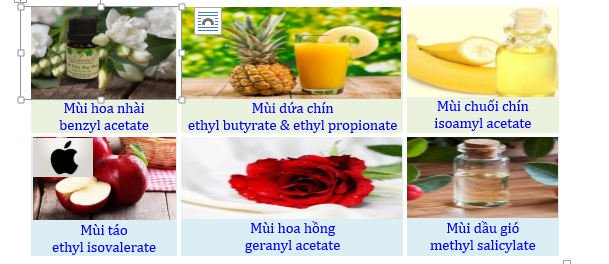 Mùi hoa nhài
benzyl acetate
Mùi dứa chín
ethyl butyrate & ethyl propionate
Mùi chuối chín
isoamyl acetate
Mùi táo
ethyl isovalerate
Mùi hoa hồng
geranyl acetate
Mùi dầu gió
methyl salicylate